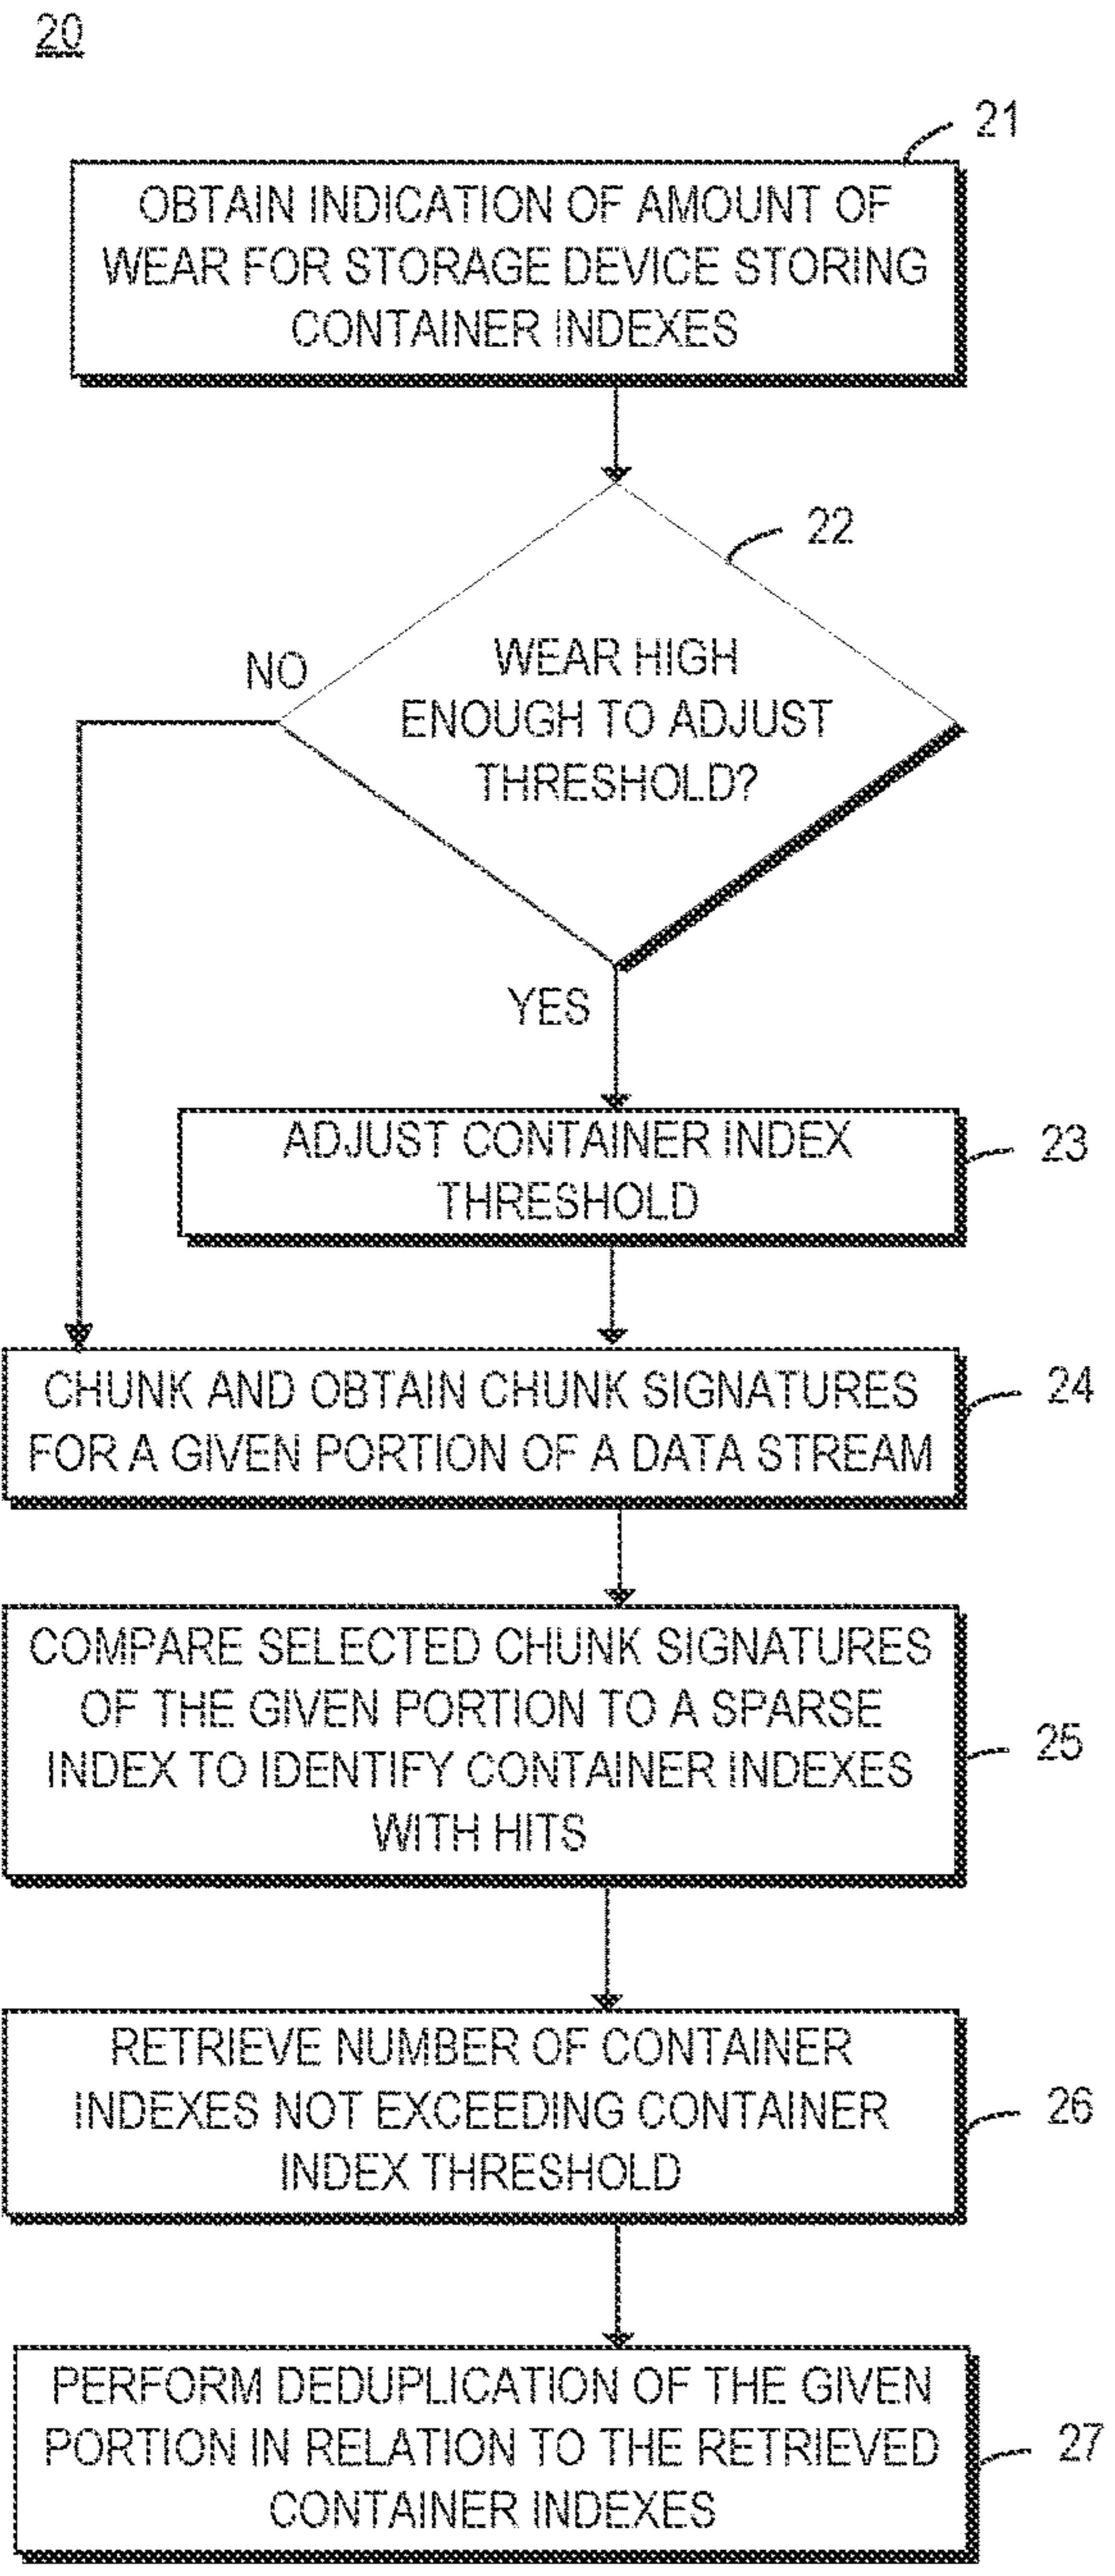 20
21
OBTAIN INDICATION OF AMOUNT OF
WEAR FOR STORAGE DEVICE STORING
CONTAINER INDEXES
22
WEAR HIGH
ENOUGH TO ADJUST
THRESHOLD?
NO
YES
ADJUST CONTAINER INDEX
THRESHOLD
23
CHUNK AND OBTAIN CHUNK SIGNATURES
FOR A GIVEN PORTION OF A DATA STREAM
24
COMPARE SELECTED CHUNK SIGNATURES
OF THE GIVEN PORTION TO A SPARSE
INDEX TO IDENTIFY CONTAINER INDEXES
WITH HITS
25
RETRIEVE NUMBER OF CONTAINER
INDEXES NOT EXCEEDING CONTAINER
INDEX THRESHOLD
26
PERFORM DEDUPLICATION OF THE GIVEN
PORTION IN RELATION TO THE RETRIEVED
CONTAINER INDEXES
27